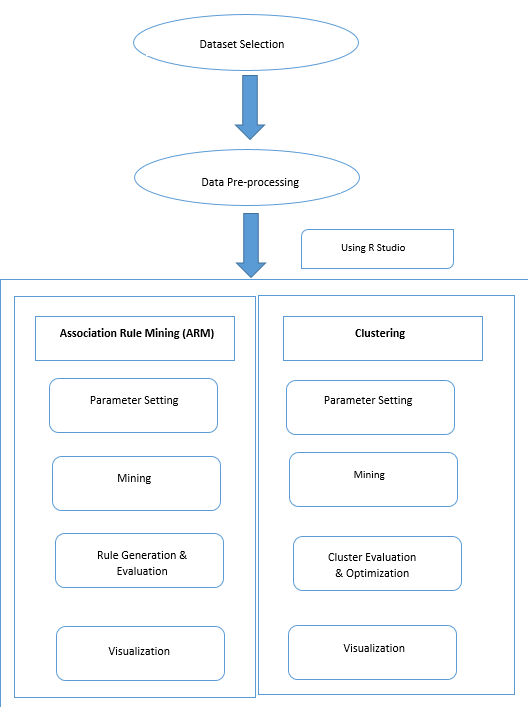 Dataset Selection
Data Pre-processing
Using R Studio
Association Rule Mining (ARM)
Parameter Setting
Mining
Rule Generation &
Evaluation
Visualization
Clustering
Parameter Setting
Mining
Cluster Evaluation
& Optimization
Visualization